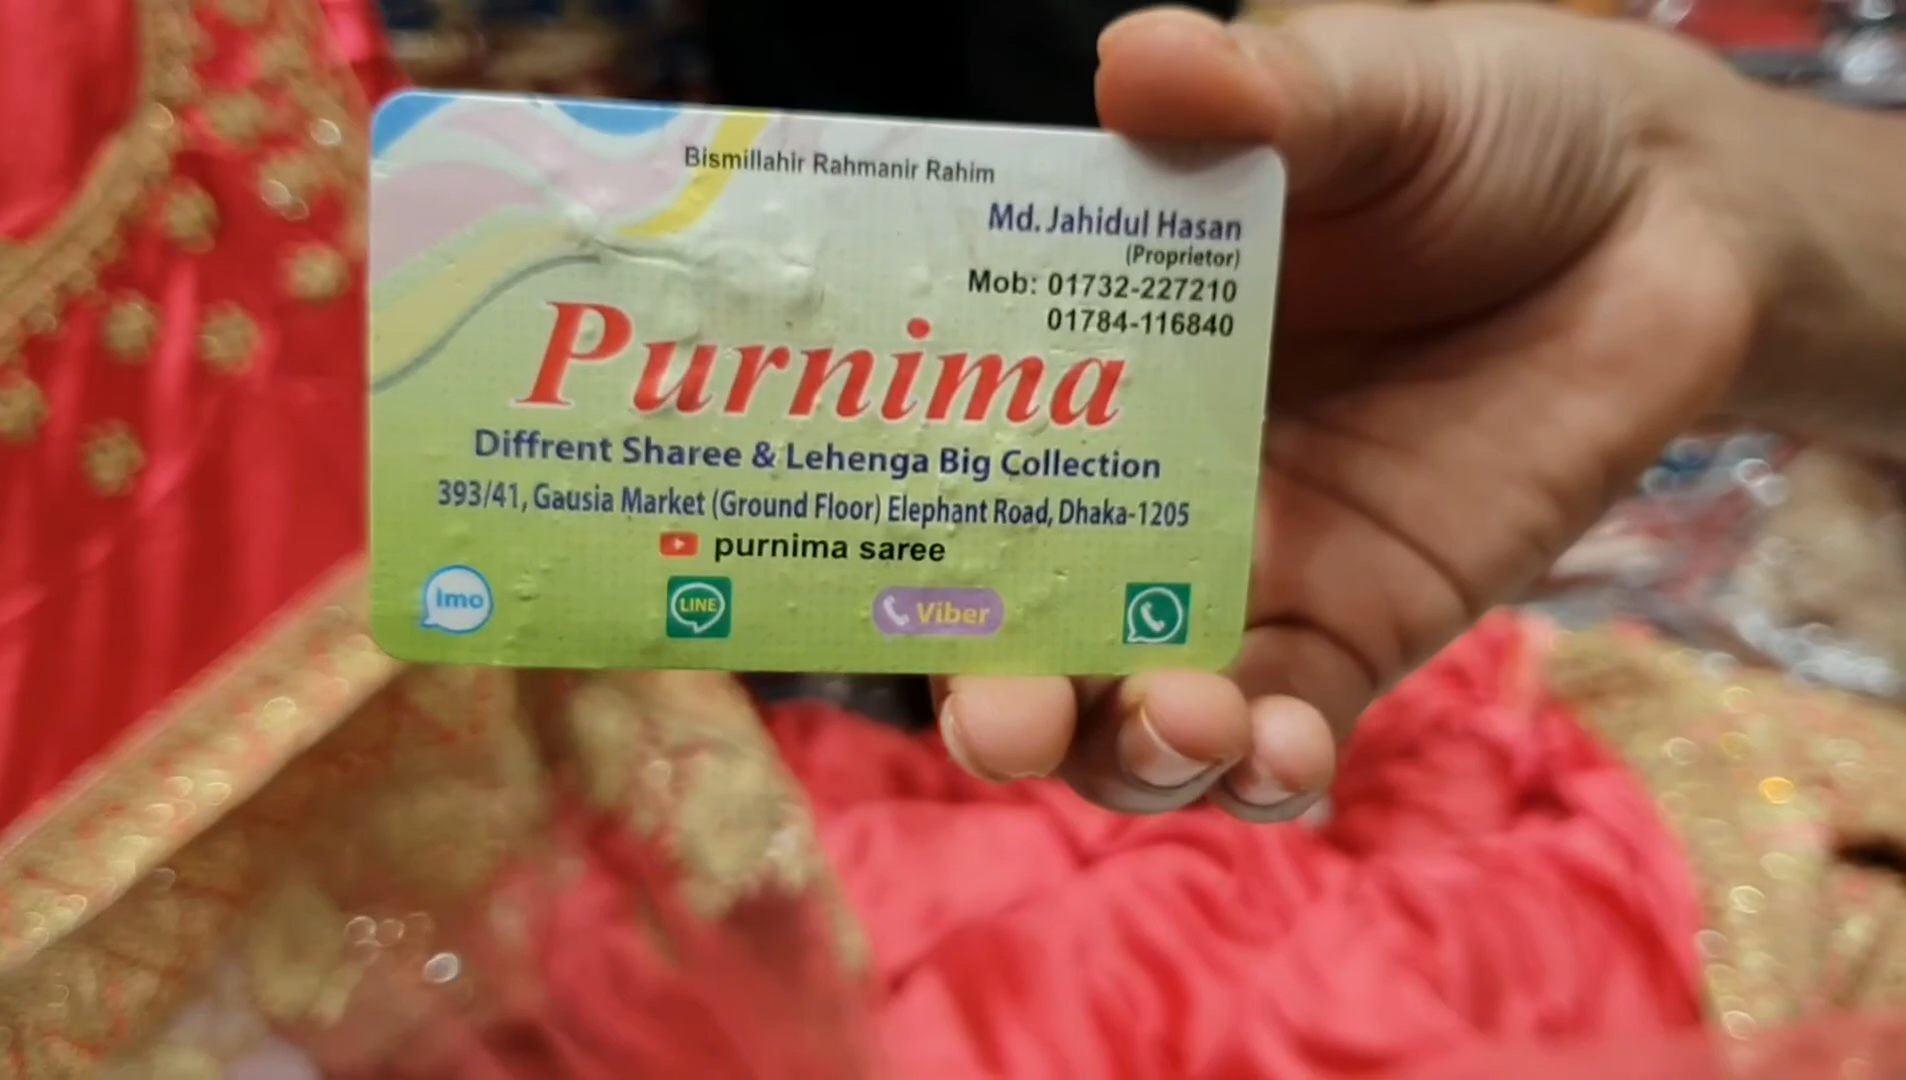 Bismillahir Rahmanir Rahim
Md. Jahidul Hasan
(Proprietor)
Mob: 01732-227210
01784-116840
Purnima
Diffrent Sharee & Lehenga Big Collection
393/41, Gausia Market (Ground Floor) Elephant Road, Dhaka-1205
purnima saree
imo
LINE
Viber